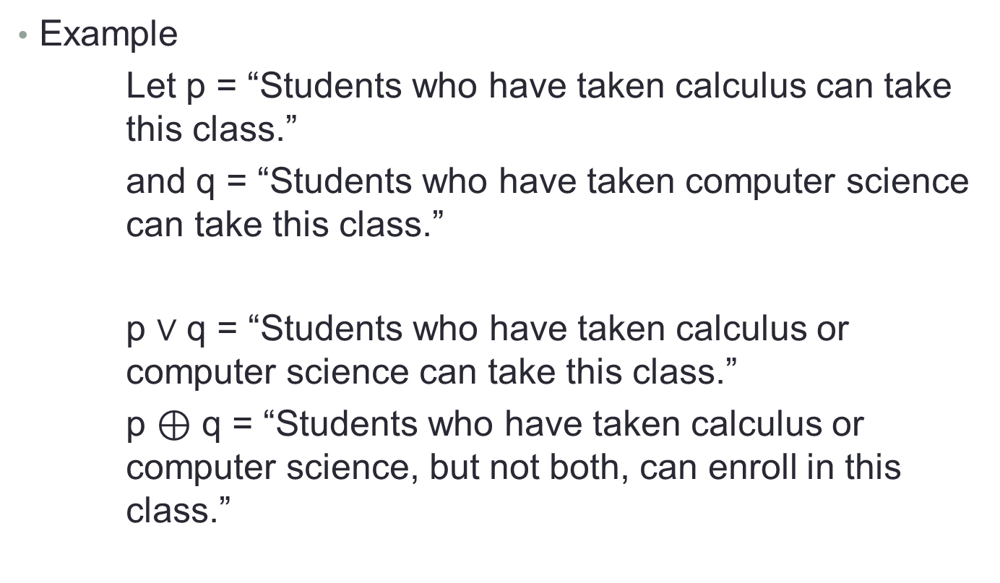 • Example
Let p = “Students who have taken calculus can take
this class.”
and q = “Students who have taken computer science
can take this class.”
p ∨ q = “Students who have taken calculus or
computer science can take this class.”
p ⊕ q = “Students who have taken calculus or
computer science, but not both, can enroll in this
class.”